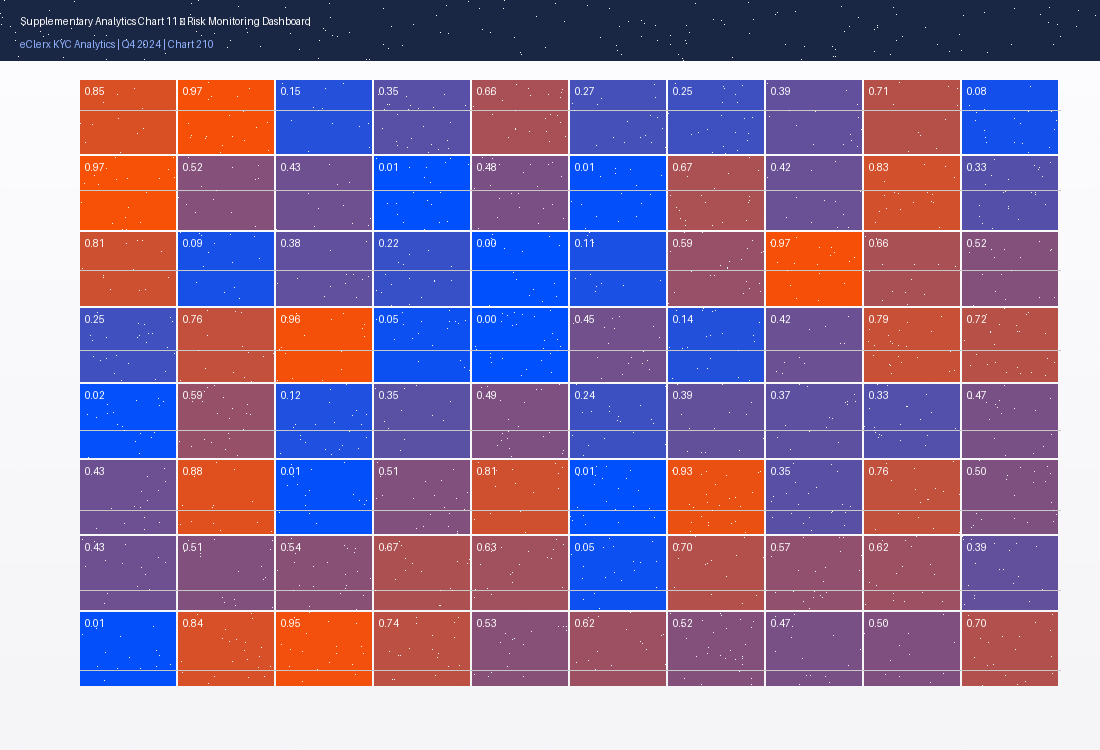 Supplementary Analytics Chart 11 Risk Monitoring Dashboard
eClerx KYC Analytics | Q4 2024 | Chart 210
0.85 0.97 0.15 0.35 0.66 0.27 0.25 0.39 0.71 0.08
0.97 0.52 0.43 0.01 0.48 0.01 0.67 0.42 0.83 0.33
0.81 0.09 0.38 0.22 0.00 0.11 0.59 0.97 0.66 0.52
0.25 0.76 0.96 0.05 0.00 0.45 0.14 0.42 0.79 0.72
0.02 0.59 0.12 0.35 0.49 0.24 0.39 0.37 0.33 0.47
0.43 0.88 0.01 0.51 0.81 0.01 0.93 0.35 0.76 0.50
0.43 0.51 0.54 0.67 0.63 0.05 0.70 0.57 0.62 0.39
0.01 0.84 0.95 0.74 0.53 0.62 0.52 0.47 0.50 0.70